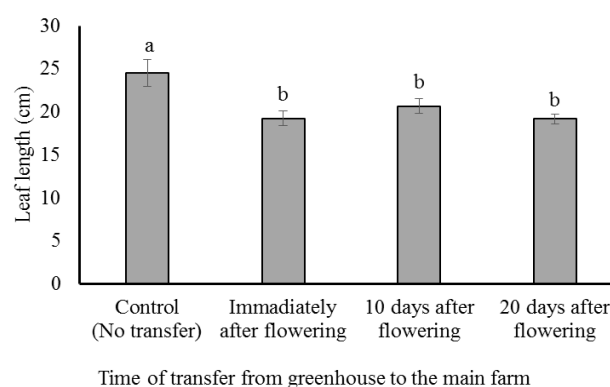 30
25
20
15
10
5
0
Leaf length (cm)
a
b
b
b
Control
(No transfer)
Immadiately
after flowering
10 days after
flowering
20 days after
flowering
Time of transfer from greenhouse to the main farm